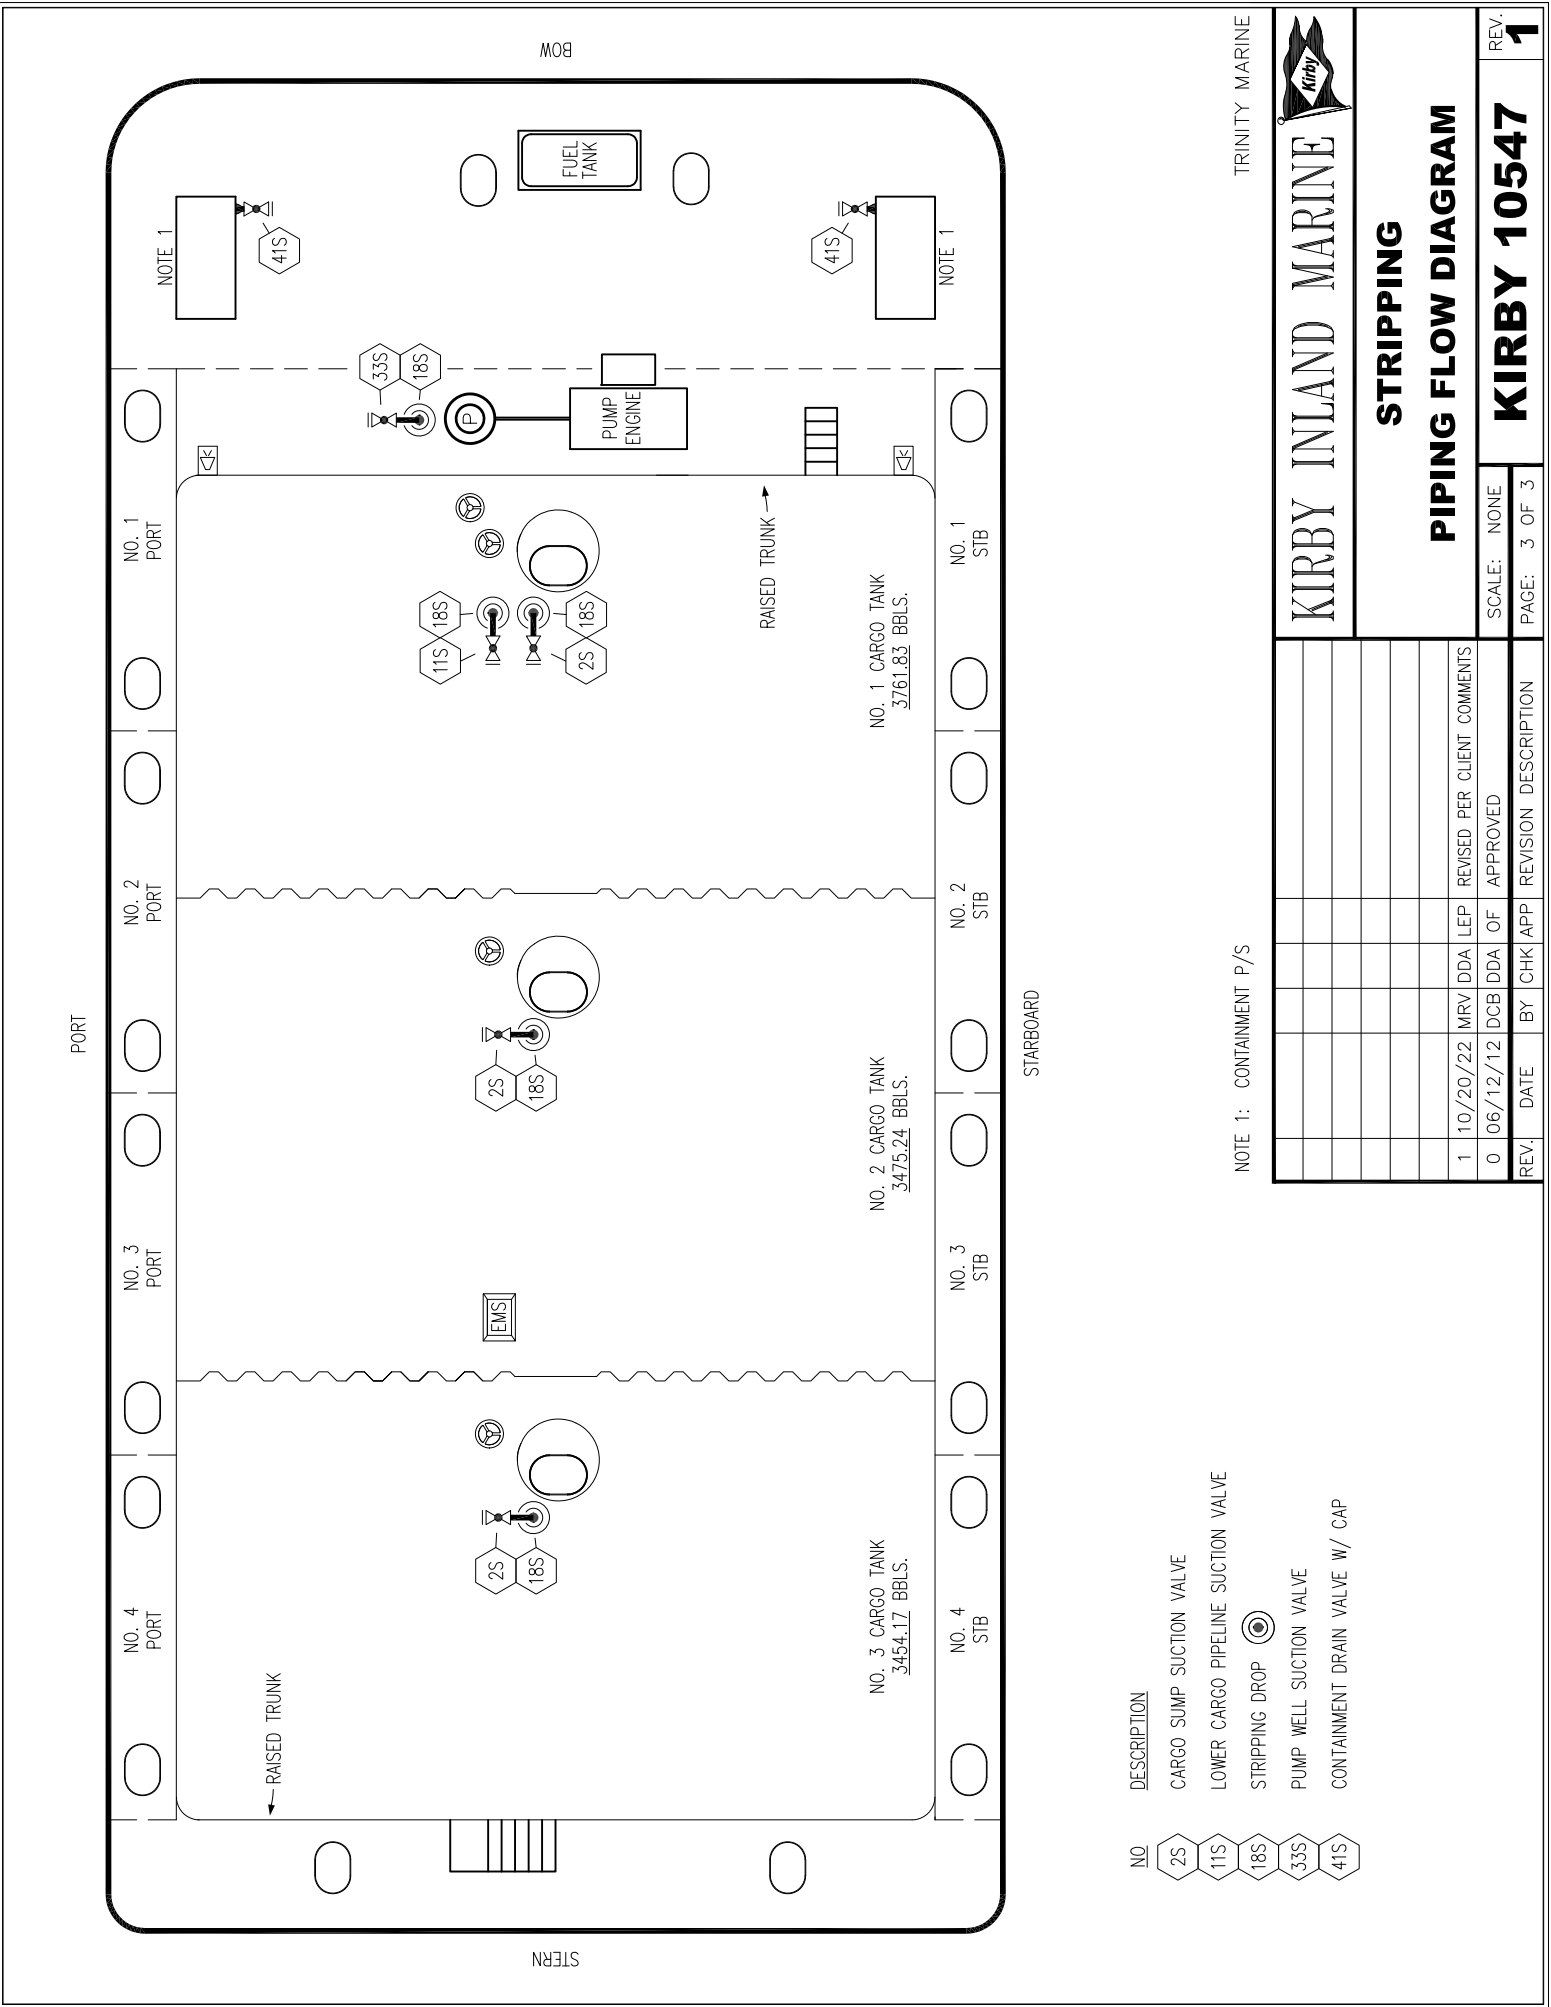 PORT
BOW
STERN
STARBOARD
NO. 4
PORT
NO. 3
PORT
NO. 2
PORT
NO. 1
PORT
NOTE 1
41S
RAISED TRUNK
33S
18S
P
PUMP
ENGINE
FUEL
TANK
EMS
2S
18S
2S
18S
11S
18S
2S
18S
RAISED TRUNK
41S
NOTE 1
NO. 3 CARGO TANK
3454.17 BBLS.
NO. 2 CARGO TANK
3475.24 BBLS.
NO. 1 CARGO TANK
3761.83 BBLS.
NO. 4
STB
NO. 3
STB
NO. 2
STB
NO. 1
STB
NO DESCRIPTION
2S CARGO SUMP SUCTION VALVE
11S LOWER CARGO PIPELINE SUCTION VALVE
18S STRIPPING DROP
33S PUMP WELL SUCTION VALVE
41S CONTAINMENT DRAIN VALVE W/ CAP
NOTE 1: CONTAINMENT P/S
TRINITY MARINE
1 10/20/22 MRV DDA LEP REVISED PER CLIENT COMMENTS
0 06/12/12 DCB DDA OF APPROVED
REV. DATE BY CHK APP REVISION DESCRIPTION
KIRBY INLAND MARINE
Kirby
STRIPPING
PIPING FLOW DIAGRAM
SCALE: NONE
PAGE: 3 OF 3
KIRBY 10547
REV.
1